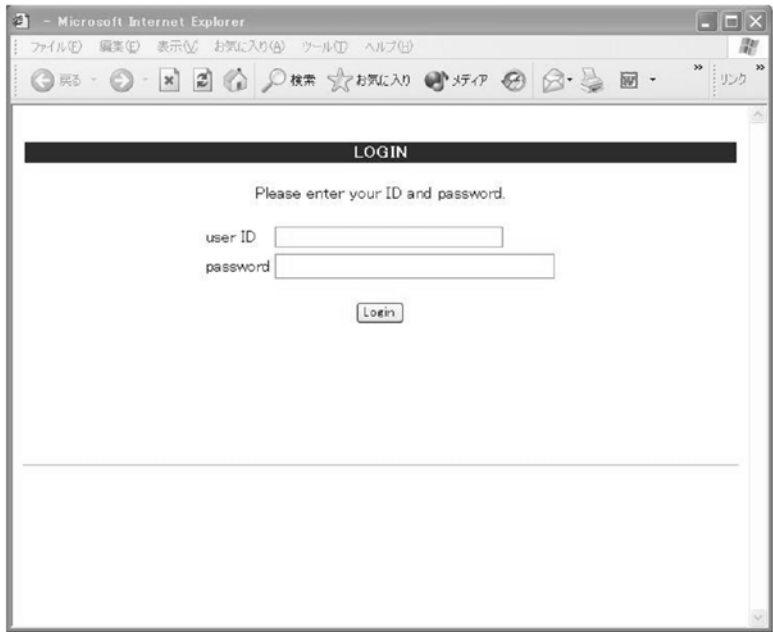 - Microsoft Internet Explorer
ファイル(F) 編集(E) 表示(V) お気に入り(A) ツール(T) ヘルプ(H)
戻る 検索 お気に入り メディア W » リンク »
LOGIN
Please enter your ID and password.
user ID
password
Login